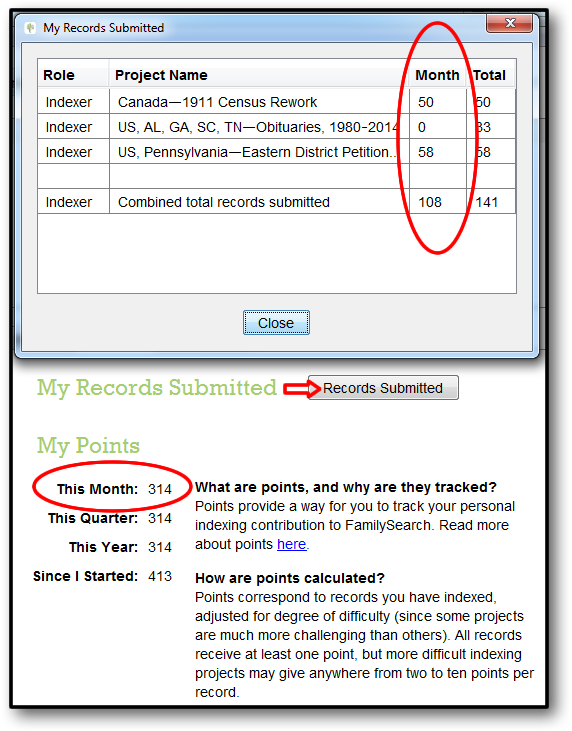 My Records Submitted
Role Project Name Month Total
Indexer Canada—1911 Census Rework 50 50
Indexer US, AL, GA, SC, TN—Obituaries, 1980-2014 0 33
Indexer US, Pennsylvania—Eastern District Petition... 58 58
Indexer Combined total records submitted 108 141
Close
My Records Submitted Records Submitted
My Points
This Month: 314
This Quarter: 314
This Year: 314
Since I Started: 413
What are points, and why are they tracked?
Points provide a way for you to track your personal
indexing contribution to FamilySearch. Read more
about points here.
How are points calculated?
Points correspond to records you have indexed,
adjusted for degree of difficulty (since some projects
are much more challenging than others). All records
receive at least one point, but more difficult indexing
projects may give anywhere from two to ten points per
record.